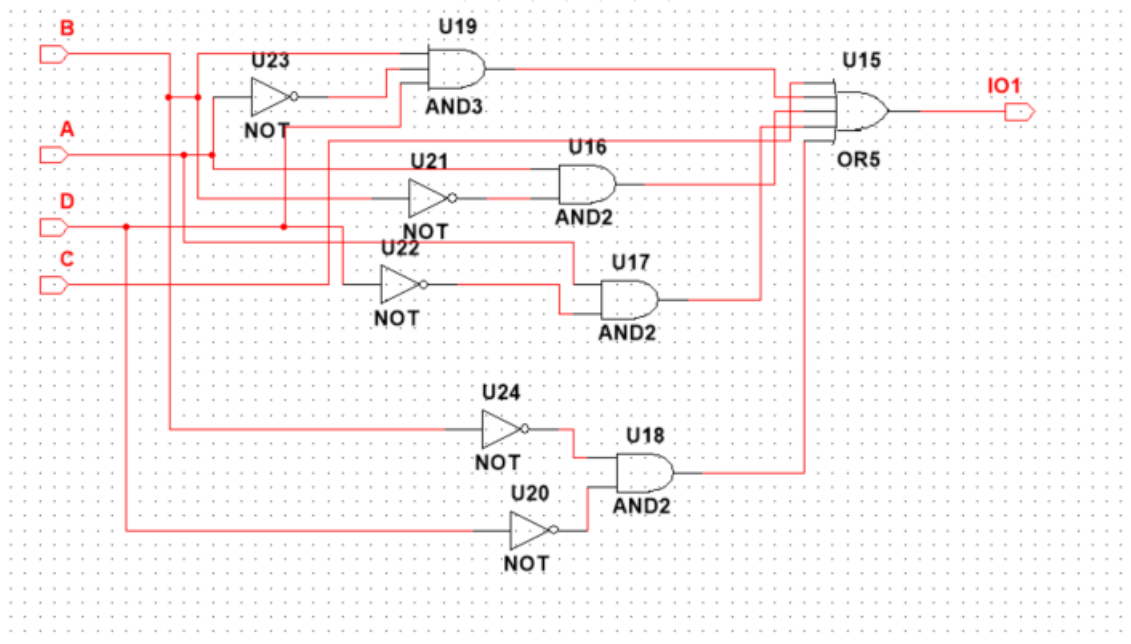 B
U19
U23
U15
IO1
AND3
A
NOT
U16
OR5
U21
D
AND2
NOT
U22
C
U17
NOT
AND2
U24
U18
NOT
U20
AND2
NOT